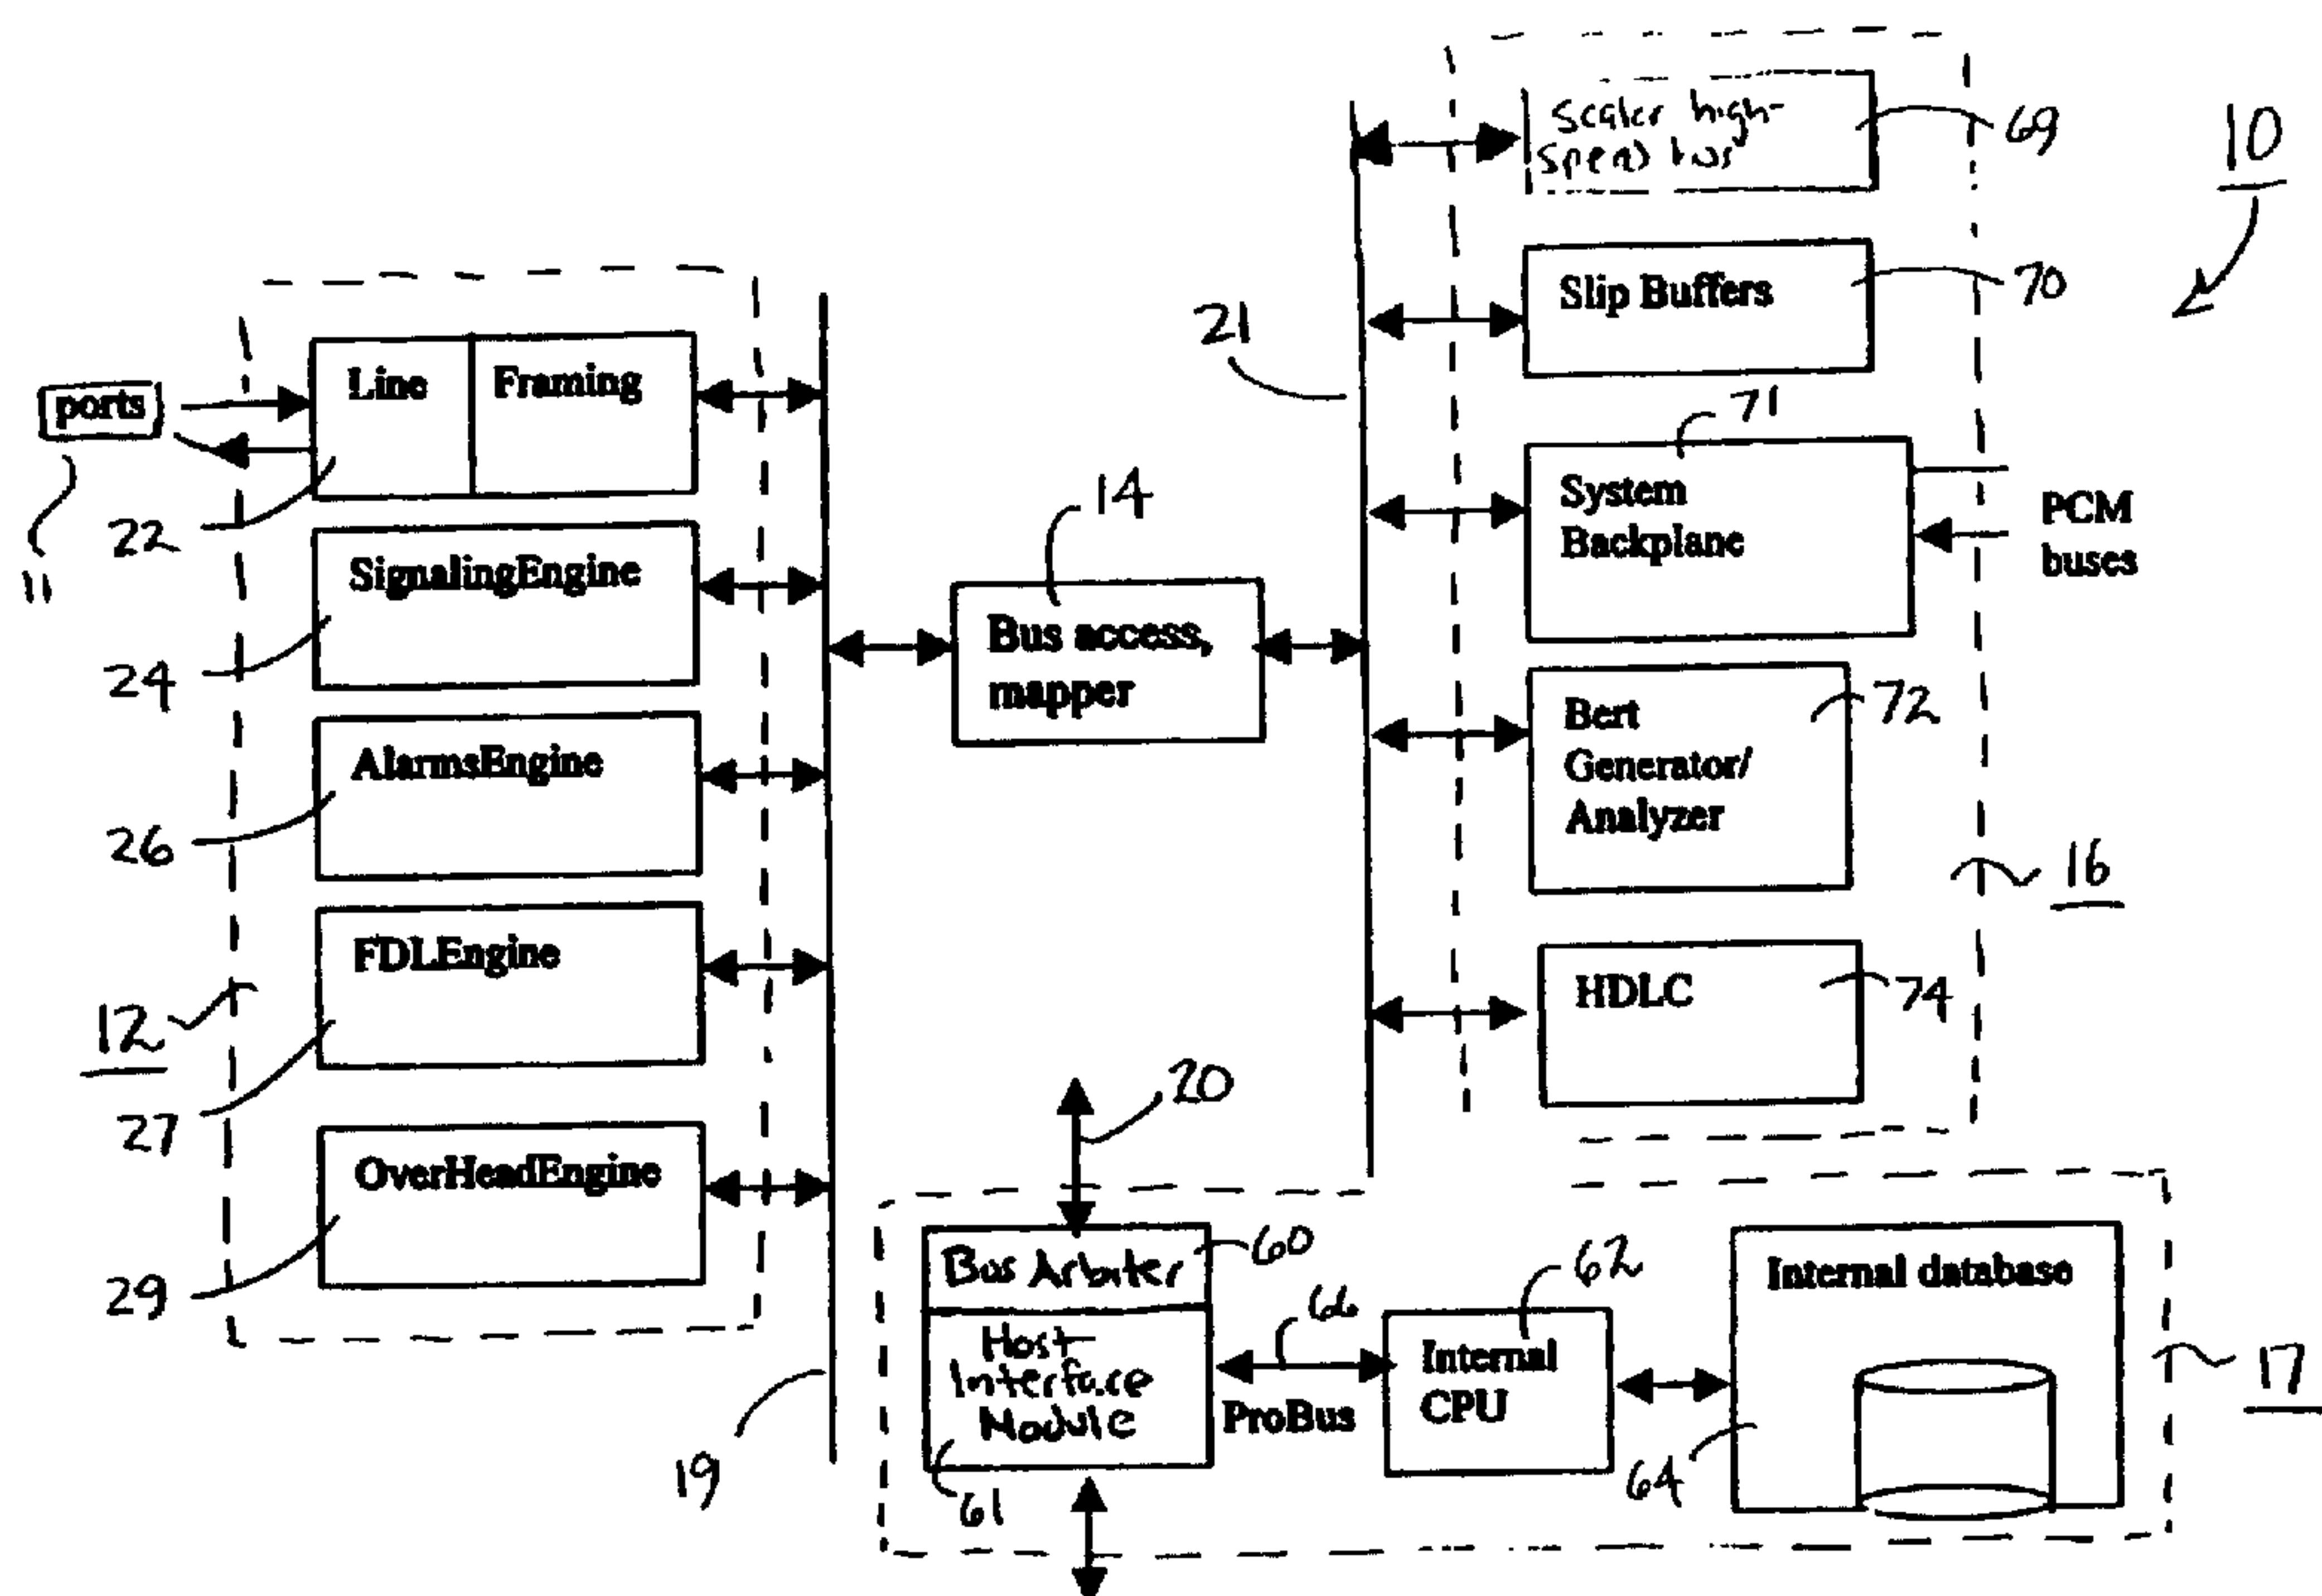 Scaler high-
speed bus
69
10
Slip Buffers
70
21
ports
11
Line
Framing
22
71
System
Backplane
PCM
buses
SignalingEngine
24
14
Bus access,
mapper
Bert
Generator/
Analyzer
72
AlarmsEngine
26
16
FDLEngine
12
27
HDLC
74
20
OverHeadEngine
29
19
Bus Arbiter
60
Host
Interface
Module
61
66
ProBus
62
Internal
CPU
Internal database
64
17